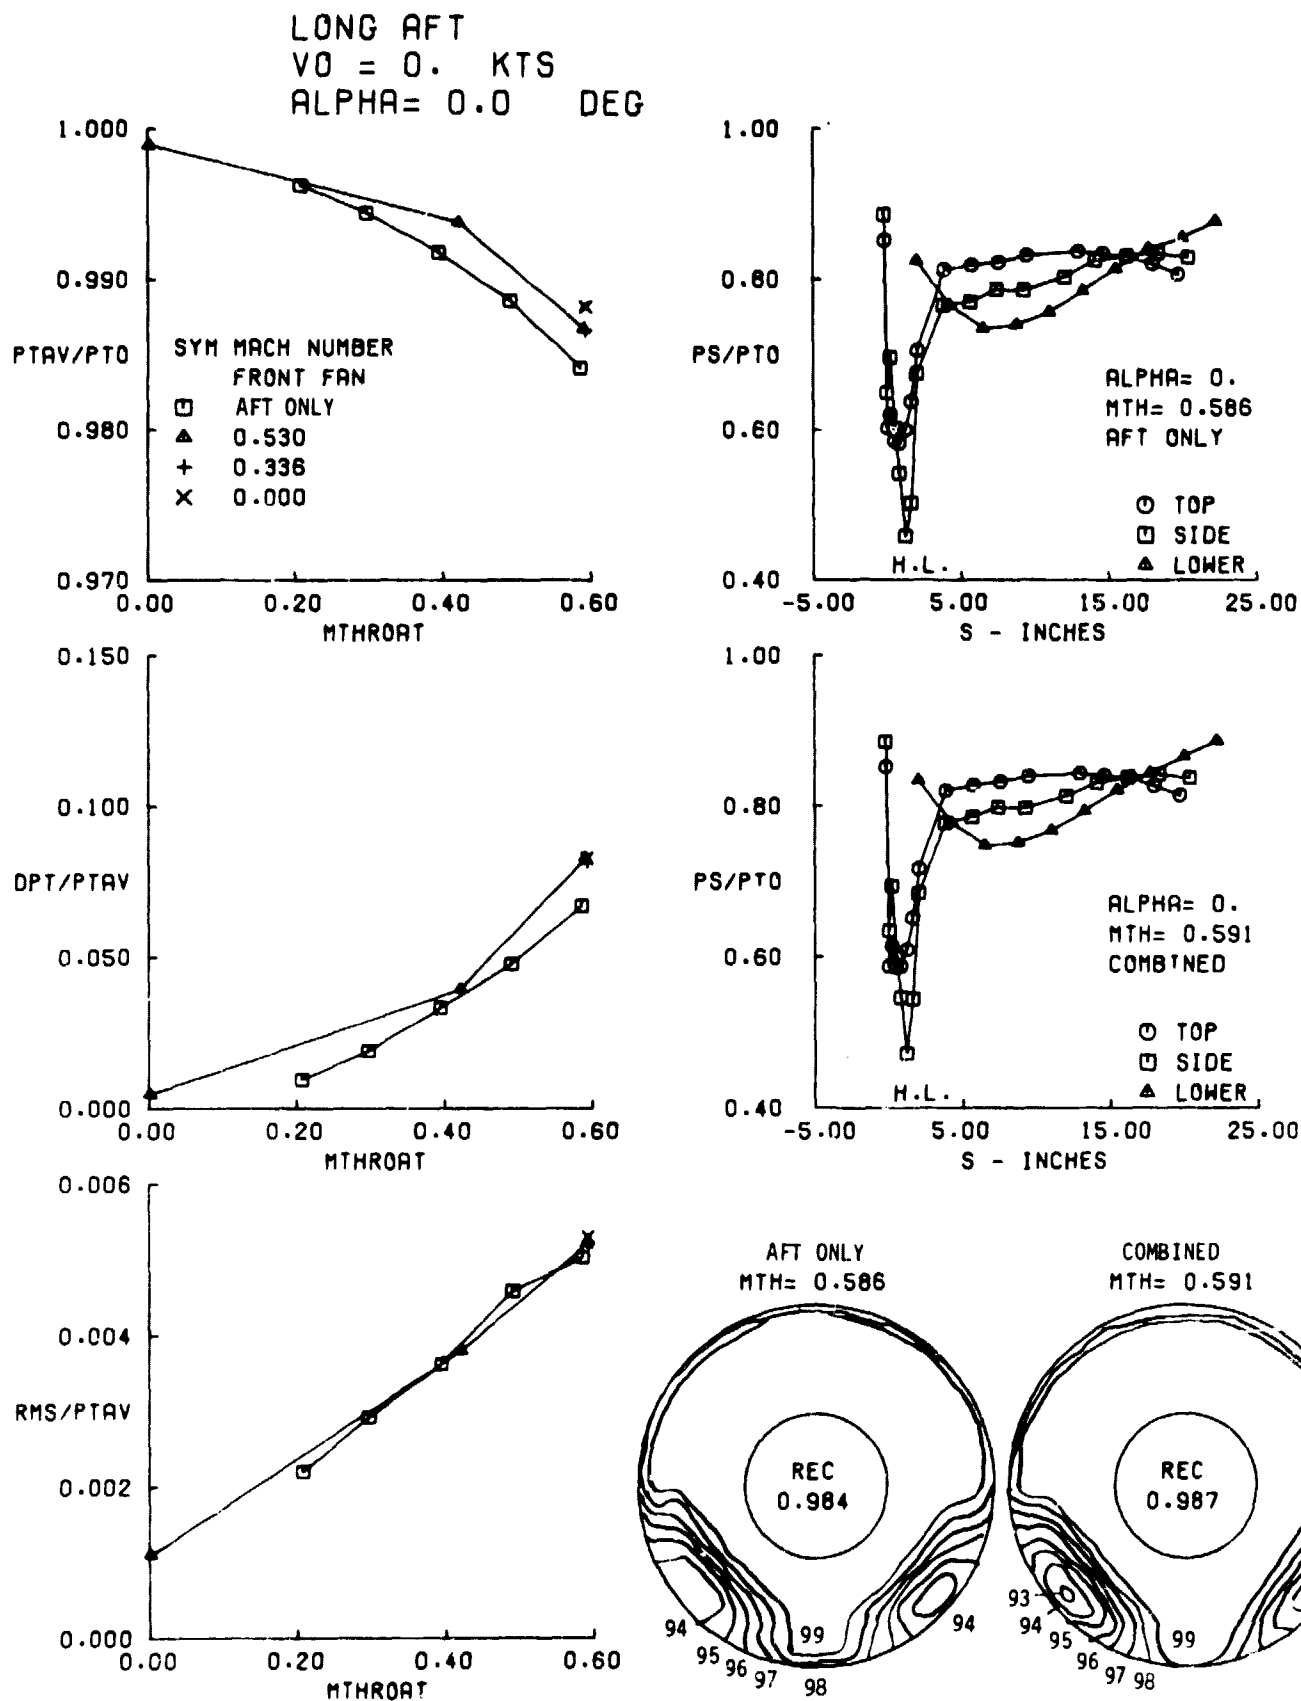 LONG AFT
V0 = 0. KTS
ALPHA= 0.0 DEG
1.000
0.990
PTAV/PT0
0.980
0.970
SYM MACH NUMBER
FRONT FAN
AFT ONLY
0.530
0.336
0.000
0.00 0.20 0.40 0.60
MTHROAT
1.00
0.80
PS/PT0
0.60
0.40
ALPHA= 0.
MTH= 0.586
AFT ONLY
TOP
SIDE
LOWER
H.L.
-5.00 5.00 15.00 25.00
S - INCHES
0.150
0.100
DPT/PTAV
0.050
0.000
0.00 0.20 0.40 0.60
MTHROAT
1.00
0.80
PS/PT0
0.60
0.40
ALPHA= 0.
MTH= 0.591
COMBINED
TOP
SIDE
LOWER
H.L.
-5.00 5.00 15.00 25.00
S - INCHES
0.006
0.004
RMS/PTAV
0.002
0.000
0.00 0.20 0.40 0.60
MTHROAT
AFT ONLY
MTH= 0.586
REC
0.984
94
95
96
97
98
99
94
COMBINED
MTH= 0.591
REC
0.987
93
94
95
96
97
98
99